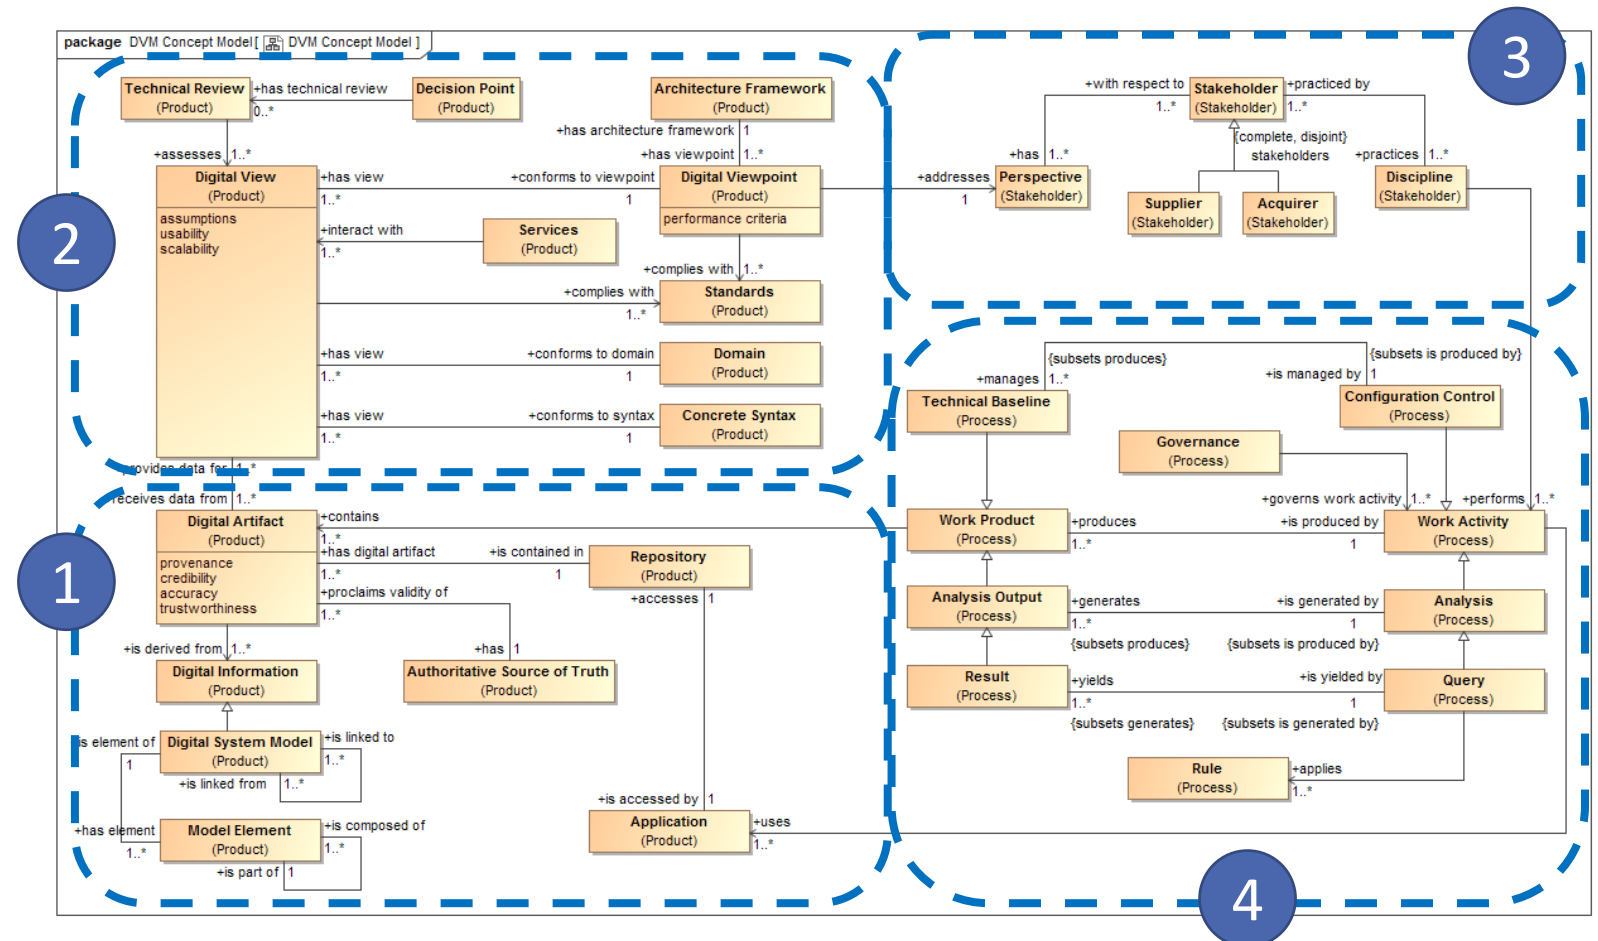 package DVM Concept Model [ DVM Concept Model ]
3
Technical Review
(Product)
+has technical review
0..*
Decision Point
(Product)
Architecture Framework
(Product)
+has architecture framework 1
+has viewpoint 1..*
+assesses 1..*
Digital View
(Product)
assumptions
usability
scalability
+has view
1..*
+conforms to viewpoint
1
Digital Viewpoint
(Product)
performance criteria
+interact with
1..*
Services
(Product)
+complies with 1..*
+complies with
1..*
Standards
(Product)
+has view
1..*
+conforms to domain
1
Domain
(Product)
+has view
1..*
+conforms to syntax
1
Concrete Syntax
(Product)
2
+addresses
1
+with respect to
1..*
Stakeholder
(Stakeholder)
+practiced by
1..*
{complete, disjoint}
stakeholders
+has 1..*
+practices 1..*
Perspective
(Stakeholder)
Supplier
(Stakeholder)
Acquirer
(Stakeholder)
Discipline
(Stakeholder)
+provides data for 1..*
+receives data from 1..*
Digital Artifact
(Product)
provenance
credibility
accuracy
trustworthiness
+contains
1..*
+has digital artifact
1..*
+is contained in
1
Repository
(Product)
+proclaims validity of
1..*
+accesses 1
+has 1
+is derived from 1..*
Digital Information
(Product)
Authoritative Source of Truth
(Product)
1
+is element of
1
Digital System Model
(Product)
+is linked to
1..*
+is linked from 1..*
+has element
1..*
Model Element
(Product)
+is composed of
1..*
+is part of 1
+is accessed by 1
Application
(Product)
+uses
1..*
{subsets produces}
{subsets is produced by}
+manages 1..*
+is managed by 1
Technical Baseline
(Process)
Configuration Control
(Process)
Governance
(Process)
+governs work activity 1..*
+performs 1..*
Work Product
(Process)
+produces
1..*
+is produced by
1
Work Activity
(Process)
Analysis Output
(Process)
+generates
1..*
{subsets produces}
+is generated by
1
{subsets is produced by}
Analysis
(Process)
Result
(Process)
+yields
1..*
{subsets generates}
+is yielded by
1
{subsets is generated by}
Query
(Process)
Rule
(Process)
+applies
1..*
4